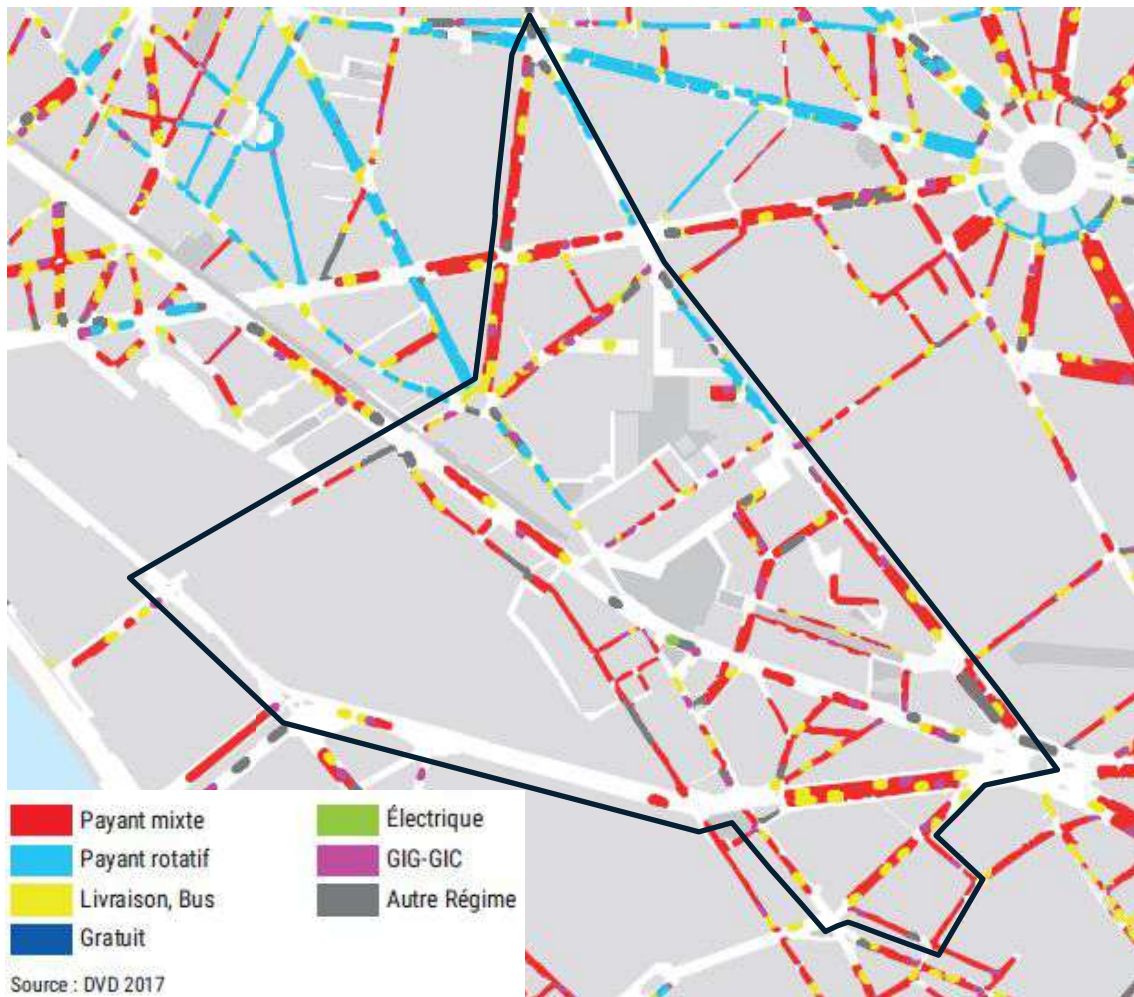 Payant mixte
Payant rotatif
Livraison, Bus
Gratuit
Électrique
GIG-GIC
Autre Régime
Source : DVD 2017